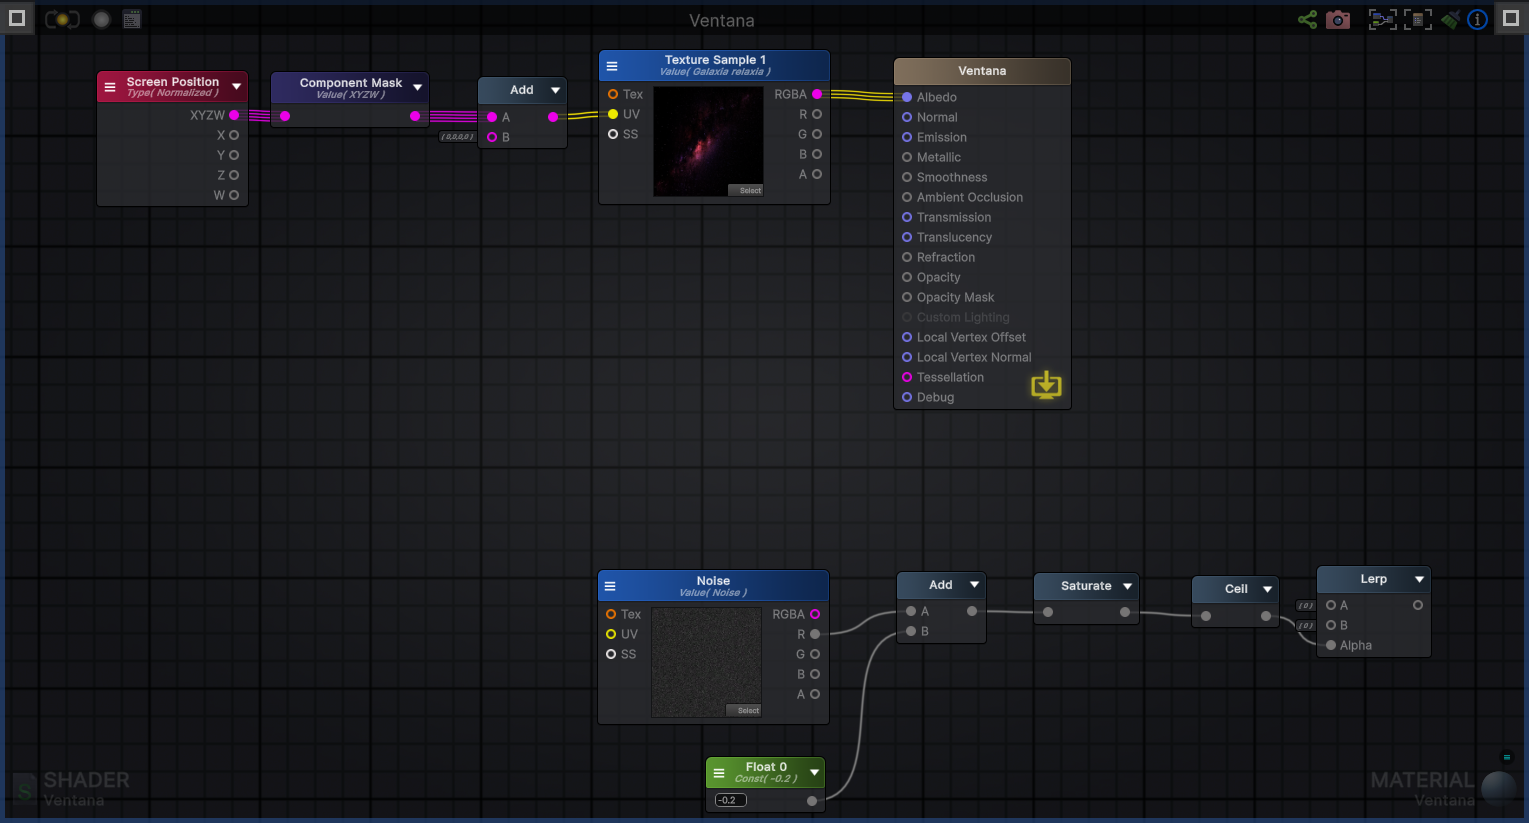 Ventana
Screen Position
Type( Normalized )
XYZW
X
Y
Z
W
Component Mask
Value( XYZW )
Add
A
B
(0,0,0,0)
Texture Sample 1
Value( Galaxia relaxia )
Tex
UV
SS
RGBA
R
G
B
A
Select
Ventana
Albedo
Normal
Emission
Metallic
Smoothness
Ambient Occlusion
Transmission
Translucency
Refraction
Opacity
Opacity Mask
Custom Lighting
Local Vertex Offset
Local Vertex Normal
Tessellation
Debug
Noise
Value( Noise )
Tex
UV
SS
RGBA
R
G
B
A
Select
Add
A
B
Saturate
Ceil
Lerp
(0)
A
(0)
B
Alpha
Float 0
Const( -0.2 )
-0.2
S
SHADER
Ventana
MATERIAL
Ventana